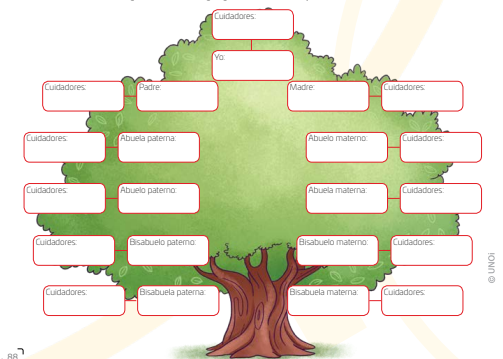 Cuidadores:
Yo:
Cuidadores: Padre: Madre: Cuidadores:
Cuidadores: Abuela paterna: Abuelo materno: Cuidadores:
Cuidadores: Abuelo paterno: Abuela materna: Cuidadores:
Cuidadores: Bisabuelo paterno: Bisabuelo materno: Cuidadores:
Cuidadores: Bisabuela paterna: Bisabuela materna: Cuidadores:
© UNOi
88